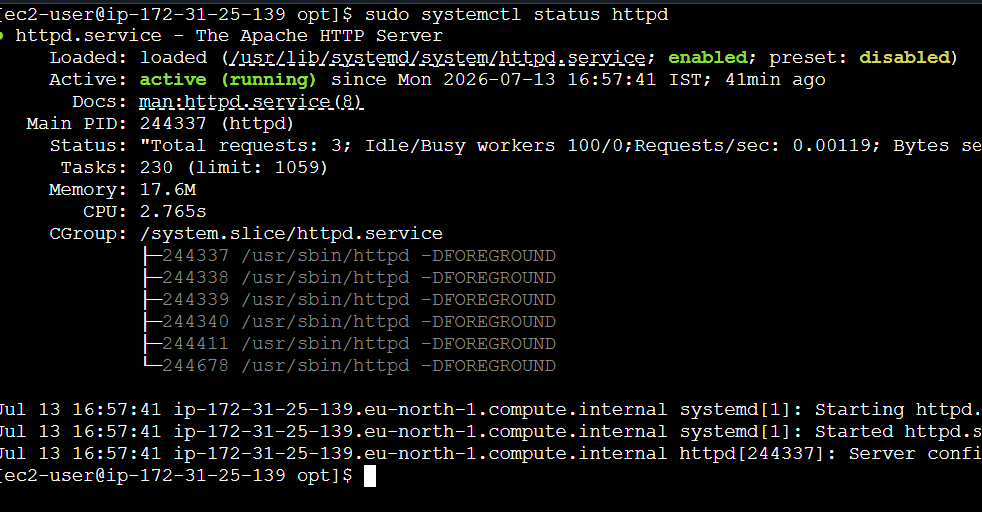 [ec2-user@ip-172-31-25-139 opt]$ sudo systemctl status httpd
● httpd.service - The Apache HTTP Server
Loaded: loaded (/usr/lib/systemd/system/httpd.service; enabled; preset: disabled)
Active: active (running) since Mon 2026-07-13 16:57:41 IST; 41min ago
Docs: man:httpd.service(8)
Main PID: 244337 (httpd)
Status: "Total requests: 3; Idle/Busy workers 100/0;Requests/sec: 0.00119; Bytes se
Tasks: 230 (limit: 1059)
Memory: 17.6M
CPU: 2.765s
CGroup: /system.slice/httpd.service
├─244337 /usr/sbin/httpd -DFOREGROUND
├─244338 /usr/sbin/httpd -DFOREGROUND
├─244339 /usr/sbin/httpd -DFOREGROUND
├─244340 /usr/sbin/httpd -DFOREGROUND
├─244411 /usr/sbin/httpd -DFOREGROUND
└─244678 /usr/sbin/httpd -DFOREGROUND
Jul 13 16:57:41 ip-172-31-25-139.eu-north-1.compute.internal systemd[1]: Starting httpd.
Jul 13 16:57:41 ip-172-31-25-139.eu-north-1.compute.internal systemd[1]: Started httpd.s
Jul 13 16:57:41 ip-172-31-25-139.eu-north-1.compute.internal httpd[244337]: Server confi
[ec2-user@ip-172-31-25-139 opt]$